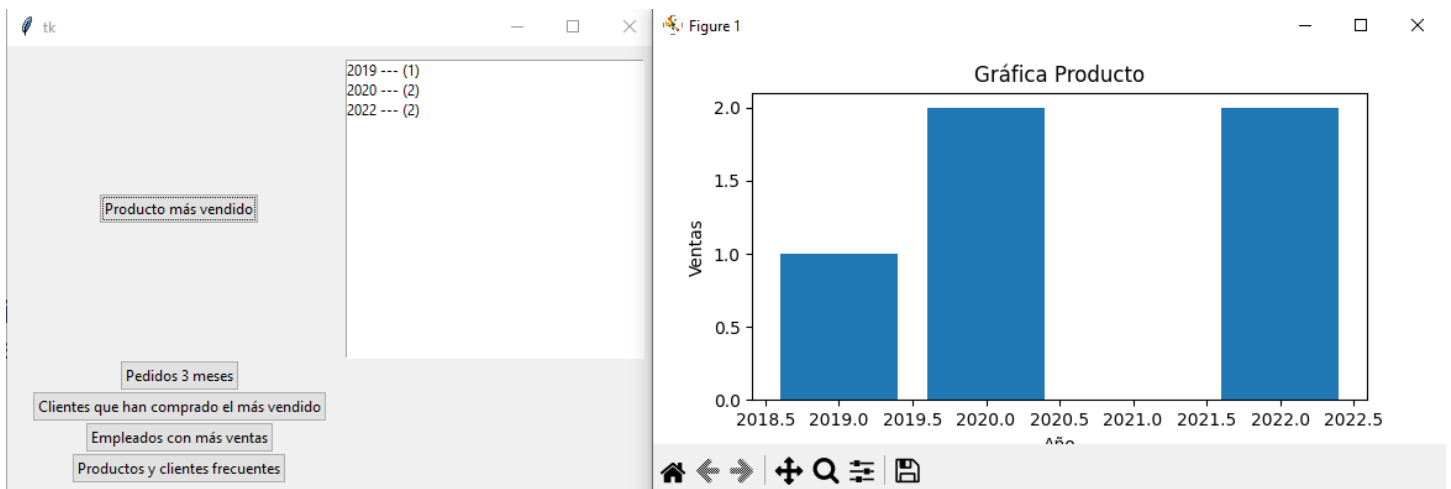 tk
2019 --- (1)
2020 --- (2)
2022 --- (2)
Producto más vendido
Pedidos 3 meses
Clientes que han comprado el más vendido
Empleados con más ventas
Productos y clientes frecuentes
Figure 1
Gráfica Producto
2.0
1.5
1.0
0.5
0.0
Ventas
2018.5 2019.0 2019.5 2020.0 2020.5 2021.0 2021.5 2022.0 2022.5
Año